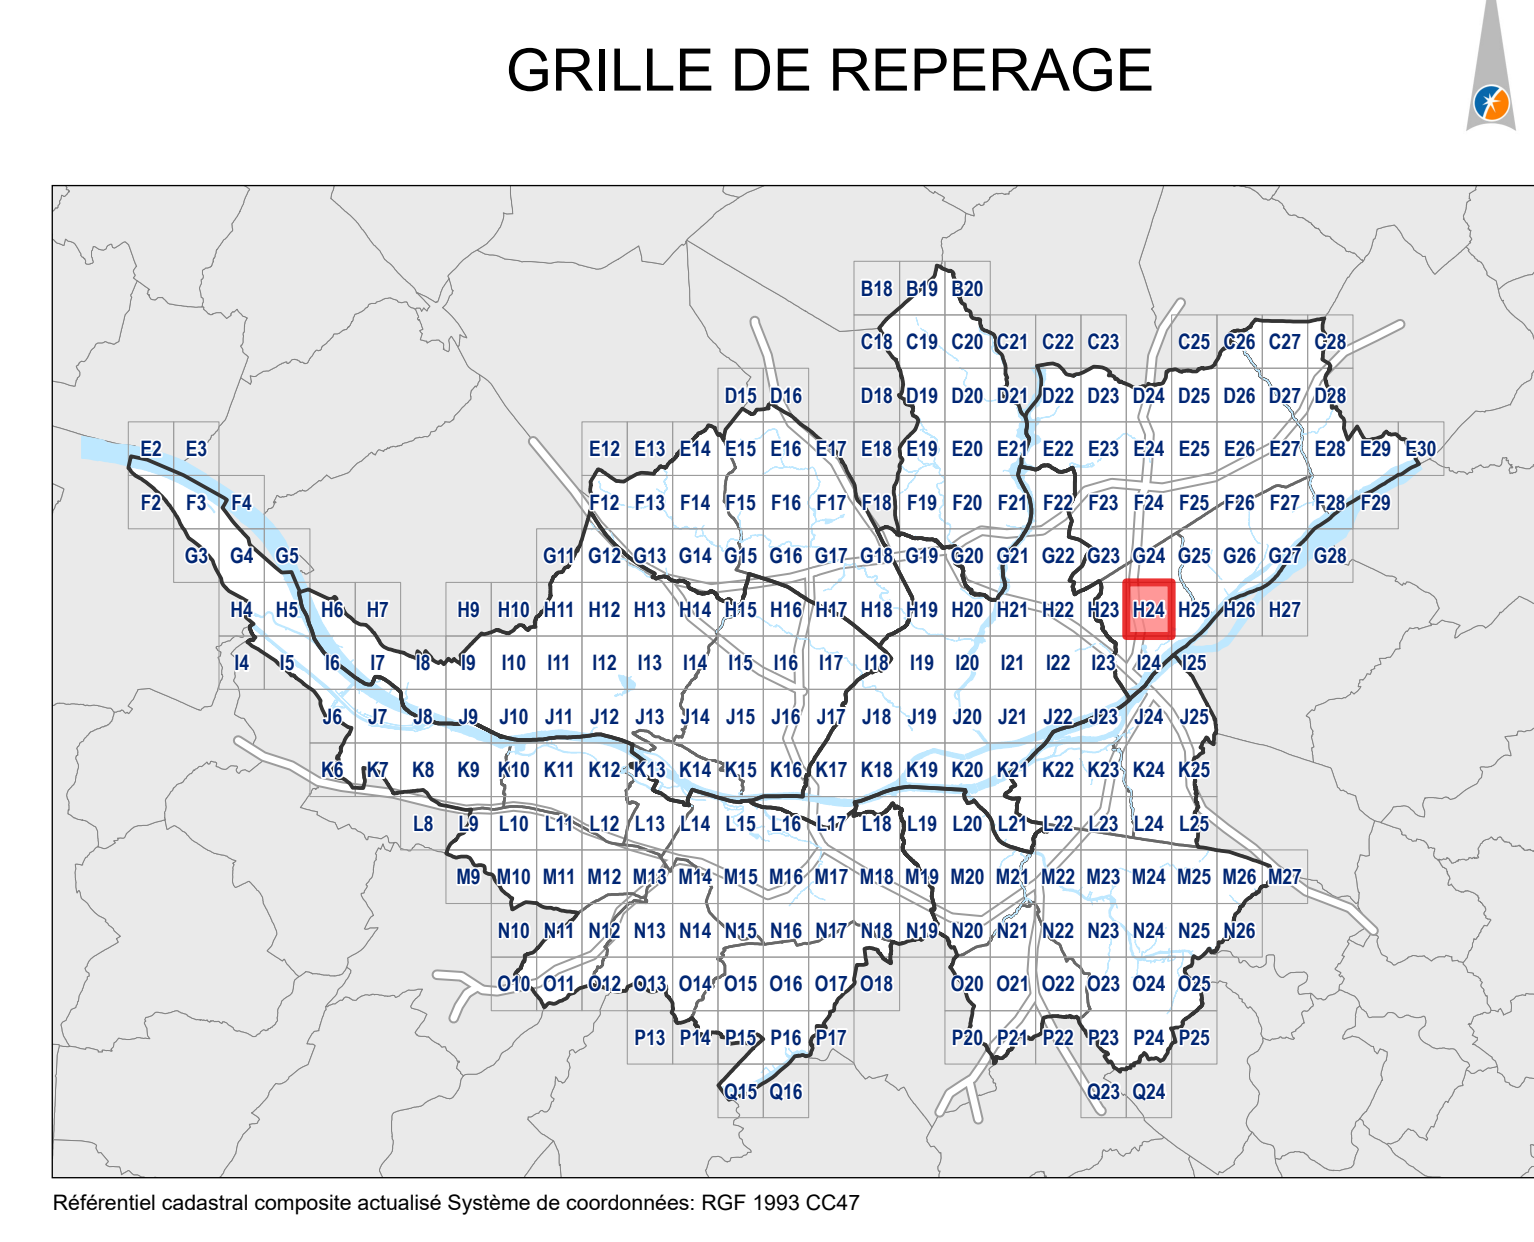 GRILLE DE REPERAGE
B18 B19 B20
C18 C19 C20 C21 C22 C23 C25 C26 C27 C28
D15 D16 D18 D19 D20 D21 D22 D23 D24 D25 D26 D27 D28
E2 E3 E12 E13 E14 E15 E16 E17 E18 E19 E20 E21 E22 E23 E24 E25 E26 E27 E28 E29 E30
F2 F3 F4 F12 F13 F14 F15 F16 F17 F18 F19 F20 F21 F22 F23 F24 F25 F26 F27 F28 F29
G3 G4 G5 G11 G12 G13 G14 G15 G16 G17 G18 G19 G20 G21 G22 G23 G24 G25 G26 G27 G28
H4 H5 H6 H7 H9 H10 H11 H12 H13 H14 H15 H16 H17 H18 H19 H20 H21 H22 H23 H24 H25 H26 H27
I4 I5 I6 I7 I8 I9 I10 I11 I12 I13 I14 I15 I16 I17 I18 I19 I20 I21 I22 I23 I24 I25
J6 J7 J8 J9 J10 J11 J12 J13 J14 J15 J16 J17 J18 J19 J20 J21 J22 J23 J24 J25
K6 K7 K8 K9 K10 K11 K12 K13 K14 K15 K16 K17 K18 K19 K20 K21 K22 K23 K24 K25
L8 L9 L10 L11 L12 L13 L14 L15 L16 L17 L18 L19 L20 L21 L22 L23 L24 L25
M9 M10 M11 M12 M13 M14 M15 M16 M17 M18 M19 M20 M21 M22 M23 M24 M25 M26 M27
N10 N11 N12 N13 N14 N15 N16 N17 N18 N19 N20 N21 N22 N23 N24 N25 N26
O10 O11 O12 O13 O14 O15 O16 O17 O18 O20 O21 O22 O23 O24 O25
P13 P14 P15 P16 P17 P20 P21 P22 P23 P24 P25
Q15 Q16 Q23 Q24
Référentiel cadastral composite actualisé Système de coordonnées: RGF 1993 CC47